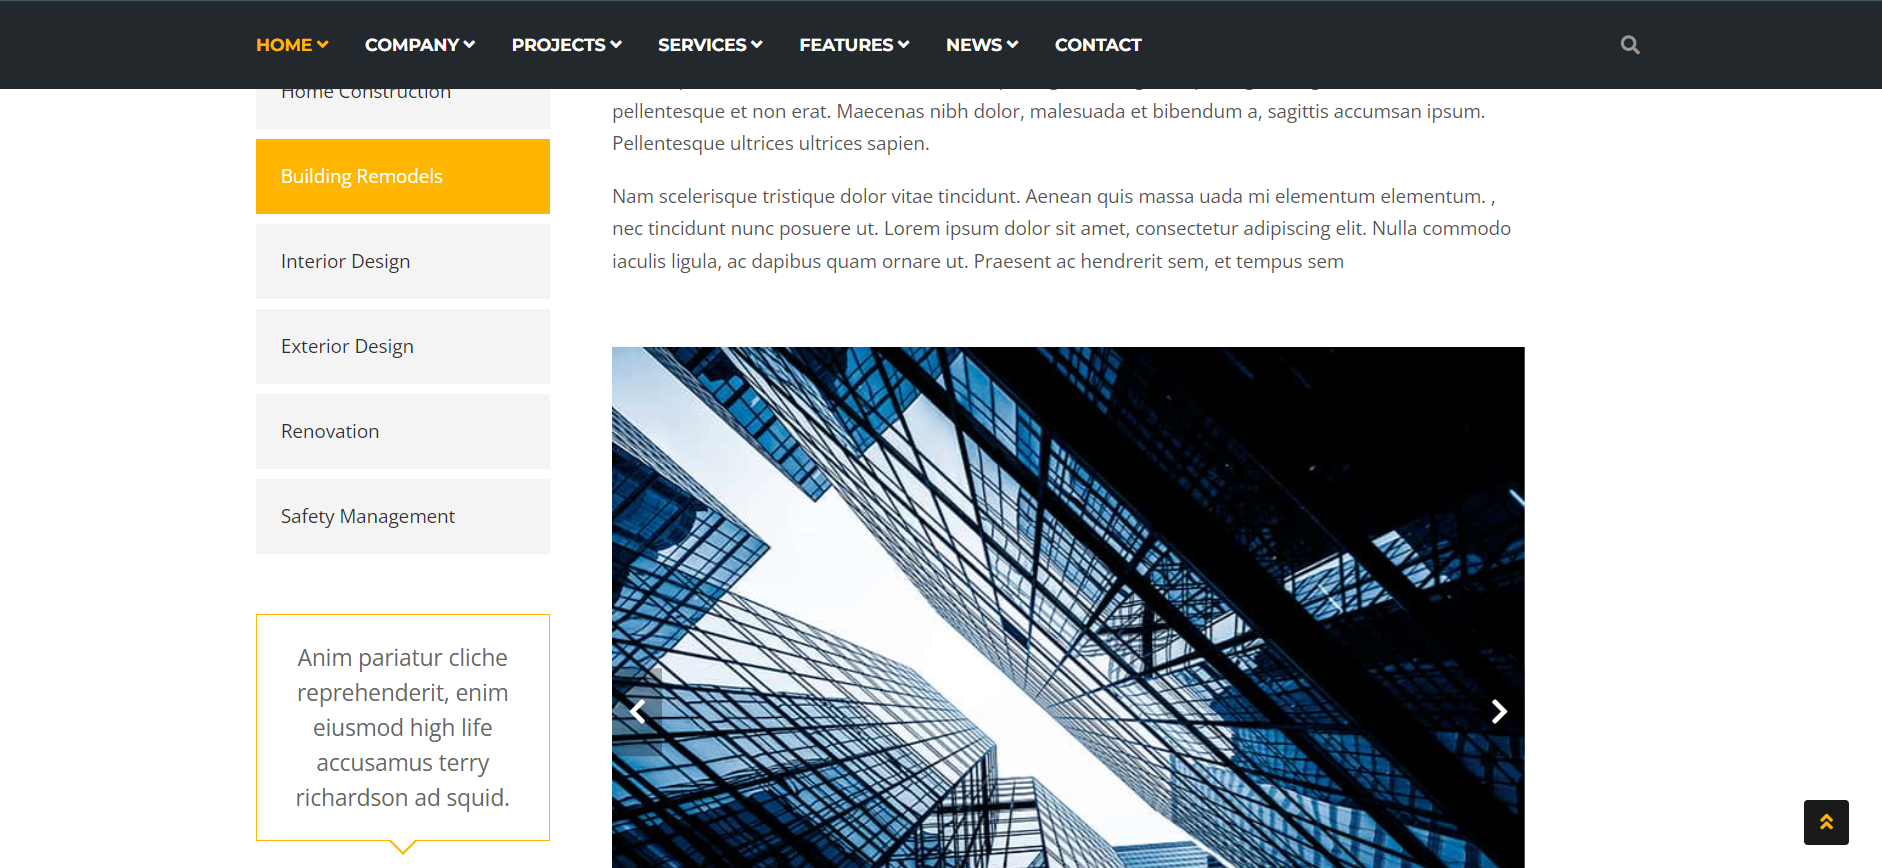 HOME COMPANY PROJECTS SERVICES FEATURES NEWS CONTACT
Home Construction
Building Remodels
Interior Design
Exterior Design
Renovation
Safety Management
Anim pariatur cliche
reprehenderit, enim
eiusmod high life
accusamus terry
richardson ad squid.
pellentesque et non erat. Maecenas nibh dolor, malesuada et bibendum a, sagittis accumsan ipsum.
Pellentesque ultrices ultrices sapien.
Nam scelerisque tristique dolor vitae tincidunt. Aenean quis massa uada mi elementum elementum. ,
nec tincidunt nunc posuere ut. Lorem ipsum dolor sit amet, consectetur adipiscing elit. Nulla commodo
iaculis ligula, ac dapibus quam ornare ut. Praesent ac hendrerit sem, et tempus sem